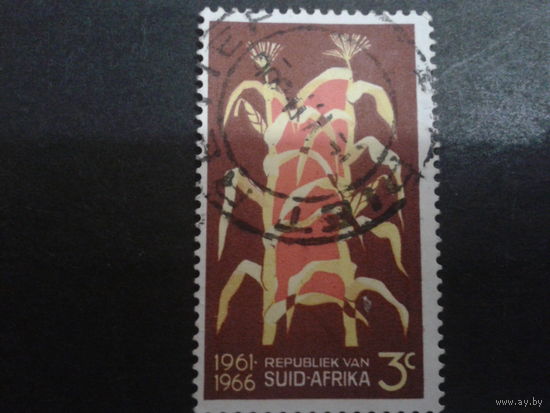 1961-
1966
REPUBLIEK VAN
SUID-AFRIKA
3c
www.ay.by